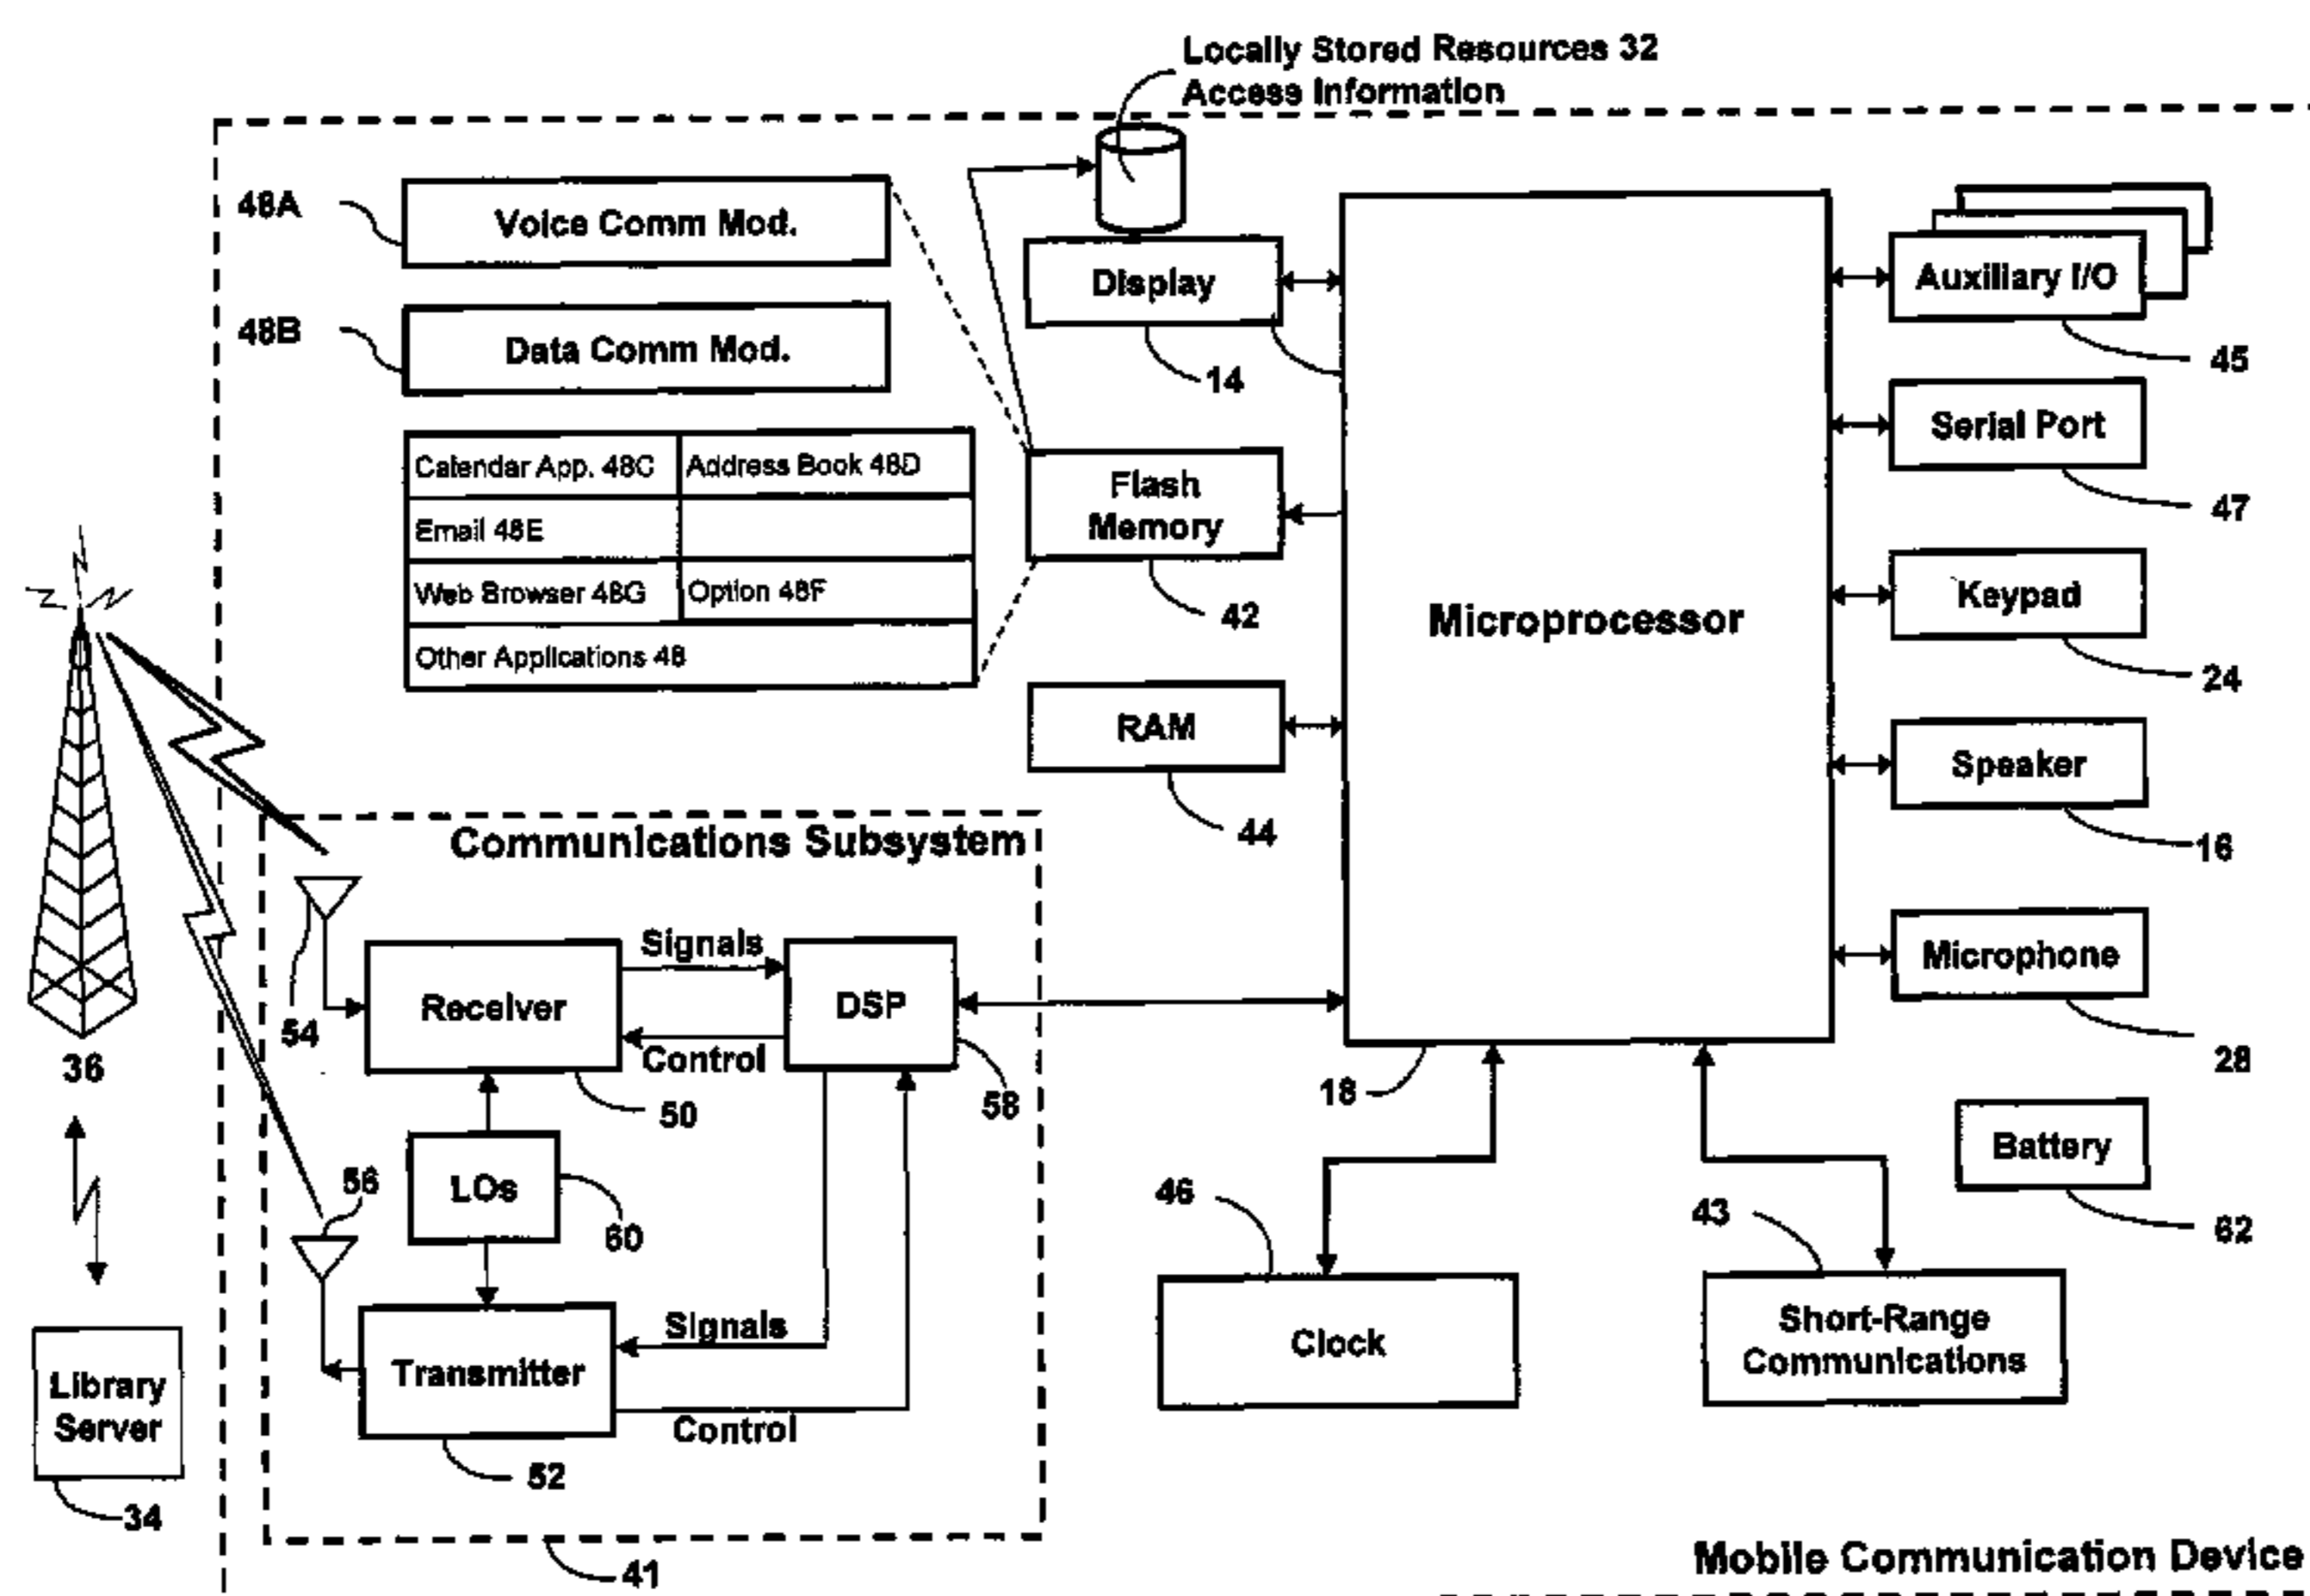 Locally Stored Resources 32
Access Information
48A
Voice Comm Mod.
48B
Data Comm Mod.
Calendar App. 48C
Address Book 48D
Email 48E
Web Browser 48G
Option 48F
Other Applications 48
Display
14
Flash
Memory
42
RAM
44
Microprocessor
18
Auxiliary I/O
45
Serial Port
47
Keypad
24
Speaker
16
Microphone
28
Battery
62
36
Library
Server
34
Communications Subsystem
54
Receiver
50
Signals
Control
DSP
58
LOs
60
56
Transmitter
52
Signals
Control
41
46
Clock
43
Short-Range
Communications
Mobile Communication Device